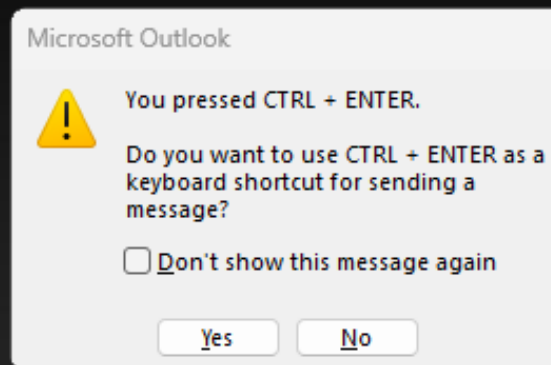 Microsoft Outlook
You pressed CTRL + ENTER.
Do you want to use CTRL + ENTER as a
keyboard shortcut for sending a
message?
Don't show this message again
Yes
No